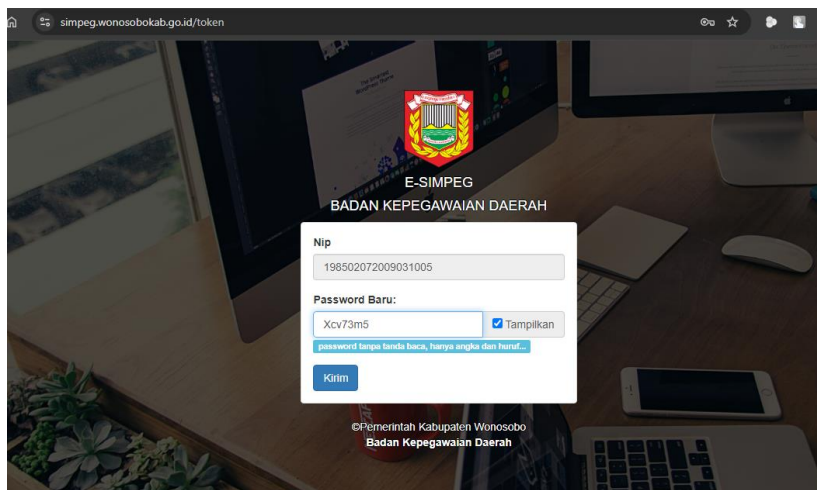 simpeg.wonosobokab.go.id/token
E-SIMPEG
BADAN KEPEGAWAIAN DAERAH
Nip
198502072009031005
Password Baru:
Xcv73m5
Tampilkan
password tanpa tanda baca, hanya angka dan huruf...
Kirim
©Pemerintah Kabupaten Wonosobo
Badan Kepegawaian Daerah